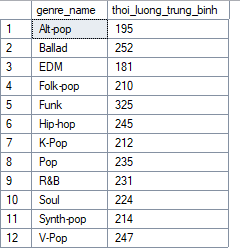 genre_name thoi_luong_trung_binh
1 Alt-pop 195
2 Ballad 252
3 EDM 181
4 Folk-pop 210
5 Funk 325
6 Hip-hop 245
7 K-Pop 212
8 Pop 235
9 R&B 231
10 Soul 224
11 Synth-pop 214
12 V-Pop 247